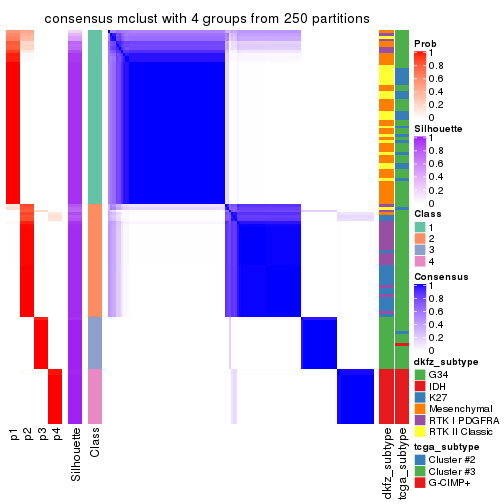 consensus mclust with 4 groups from 250 partitions
Prob
1
0.8
0.6
0.4
0.2
0
Silhouette
1
0.8
0.6
0.4
0.2
0
Class
1
2
3
4
Consensus
1
0.8
0.6
0.4
0.2
0
dkfz_subtype
G34
IDH
K27
Mesenchymal
RTK I PDGFRA
RTK II Classic
tcga_subtype
Cluster #2
Cluster #3
G-CIMP+
p1
p2
p3
p4
Silhouette
Class
dkfz_subtype
tcga_subtype